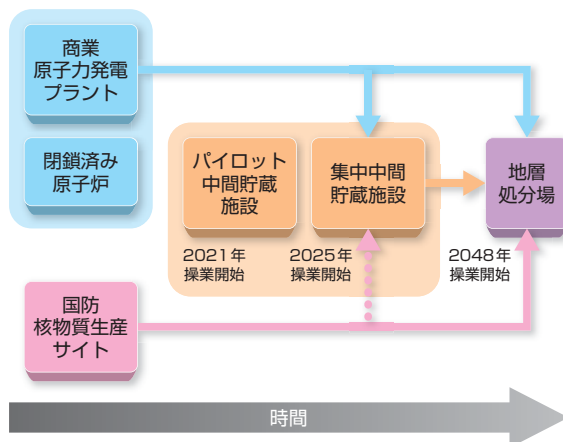 商業
原子力発電
プラント
閉鎖済み
原子炉
パイロット
中間貯蔵
施設
集中中間
貯蔵施設
地層
処分場
2021年
操業開始
2025年
操業開始
2048年
操業開始
国防
核物質生産
サイト
時間